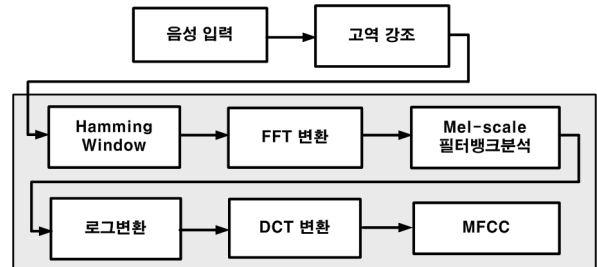 음성 입력
고역 강조
Hamming
Window
FFT 변환
Mel-scale
필터뱅크분석
로그변환
DCT 변환
MFCC